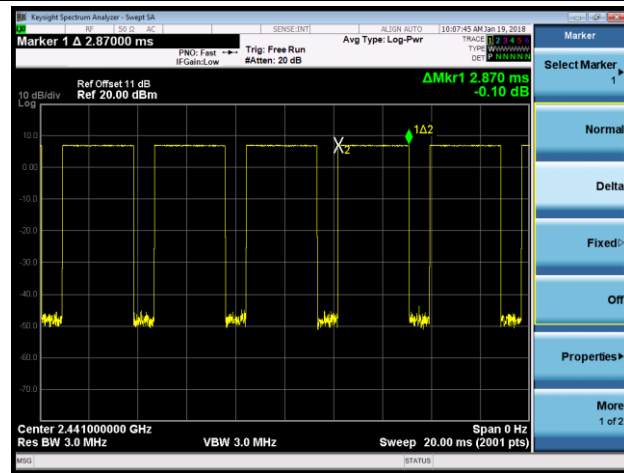 Keysight Spectrum Analyzer - Swept SA
RF 50 Ω AC SENSE:INT ALIGN AUTO 10:07:45 AM Jan 19, 2018
Marker 1 Δ 2.87000 ms
PNO: Fast
IFGain:Low
Trig: Free Run
#Atten: 20 dB
Avg Type: Log-Pwr
TRACE 1 2 3 4 5 6
TYPE WWWWWW
DET P NNNNN
Ref Offset 11 dB
Ref 20.00 dBm
10 dB/div
Log
ΔMkr1 2.870 ms
-0.10 dB
10.0
0.00
-10.0
-20.0
-30.0
-40.0
-50.0
-60.0
-70.0
X2
1Δ2
Center 2.441000000 GHz
Span 0 Hz
Res BW 3.0 MHz
VBW 3.0 MHz
Sweep 20.00 ms (2001 pts)
MSG
STATUS
Marker
Select Marker
1
Normal
Delta
Fixed
Off
Properties
More
1 of 2